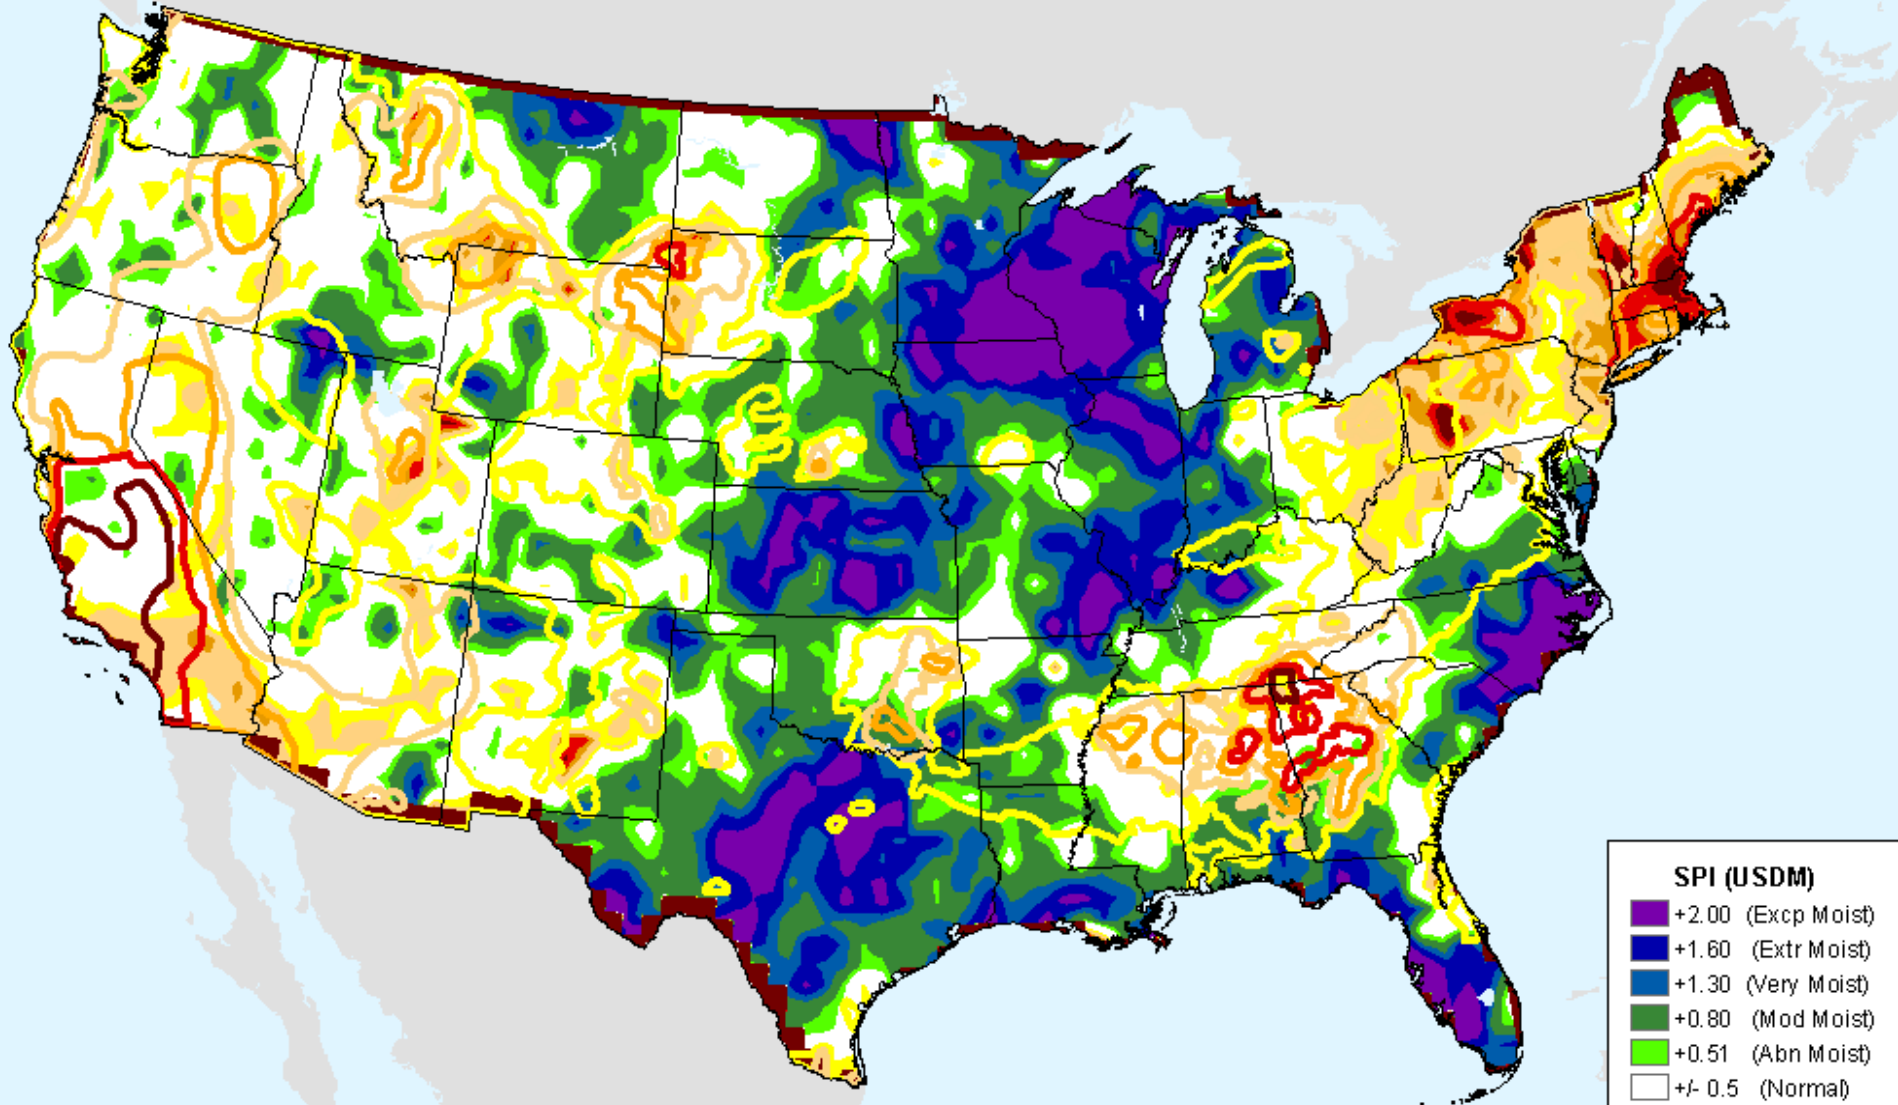 SPI (USDM)
+2.00 (Excp Moist)
+1.60 (Extr Moist)
+1.30 (Very Moist)
+0.80 (Mod Moist)
+0.51 (Abn Moist)
+/- 0.5 (Normal)